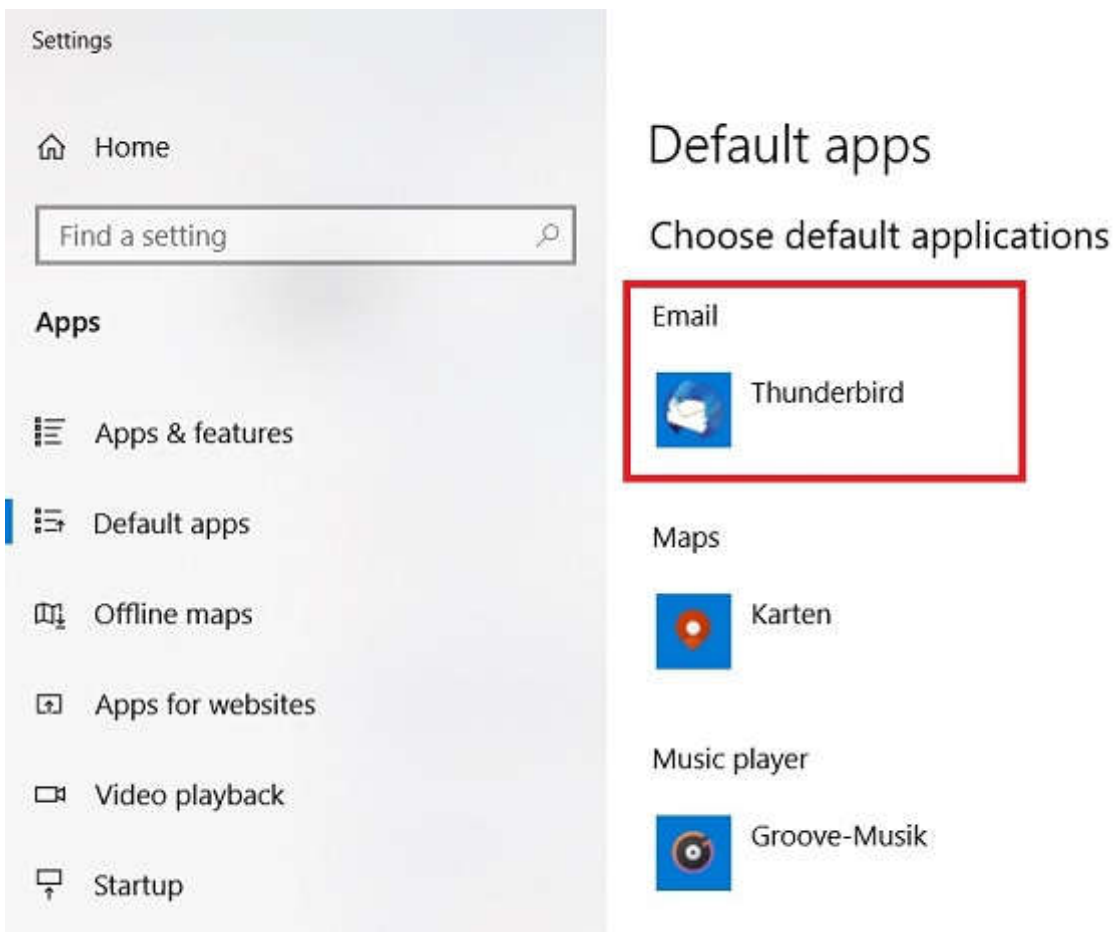 Settings
Home
Find a setting
Apps
Apps & features
Default apps
Offline maps
Apps for websites
Video playback
Startup
Default apps
Choose default applications
Email
Thunderbird
Maps
Karten
Music player
Groove-Musik